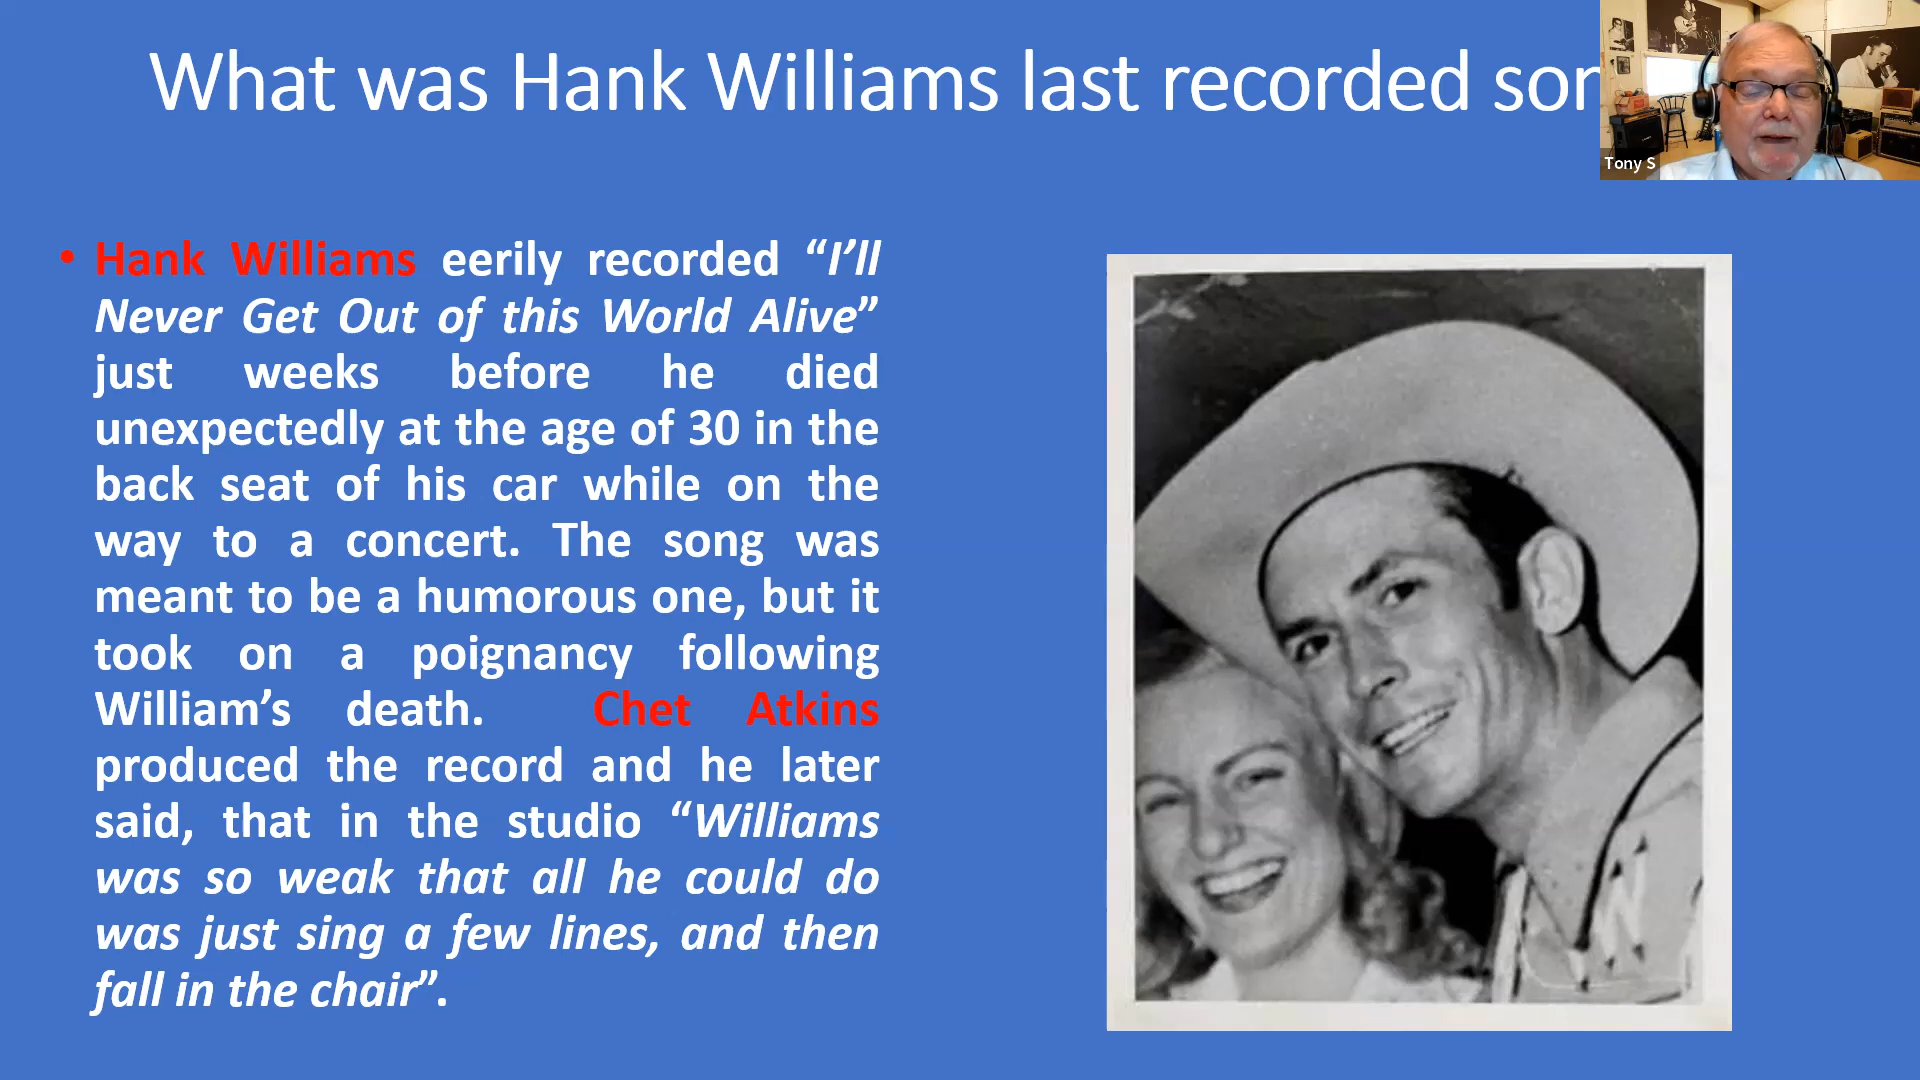 What was Hank Williams last recorded son
Tony S
• Hank Williams eerily recorded “I’ll
Never Get Out of this World Alive”
just weeks before he died
unexpectedly at the age of 30 in the
back seat of his car while on the
way to a concert. The song was
meant to be a humorous one, but it
took on a poignancy following
William’s death. Chet Atkins
produced the record and he later
said, that in the studio “Williams
was so weak that all he could do
was just sing a few lines, and then
fall in the chair”.